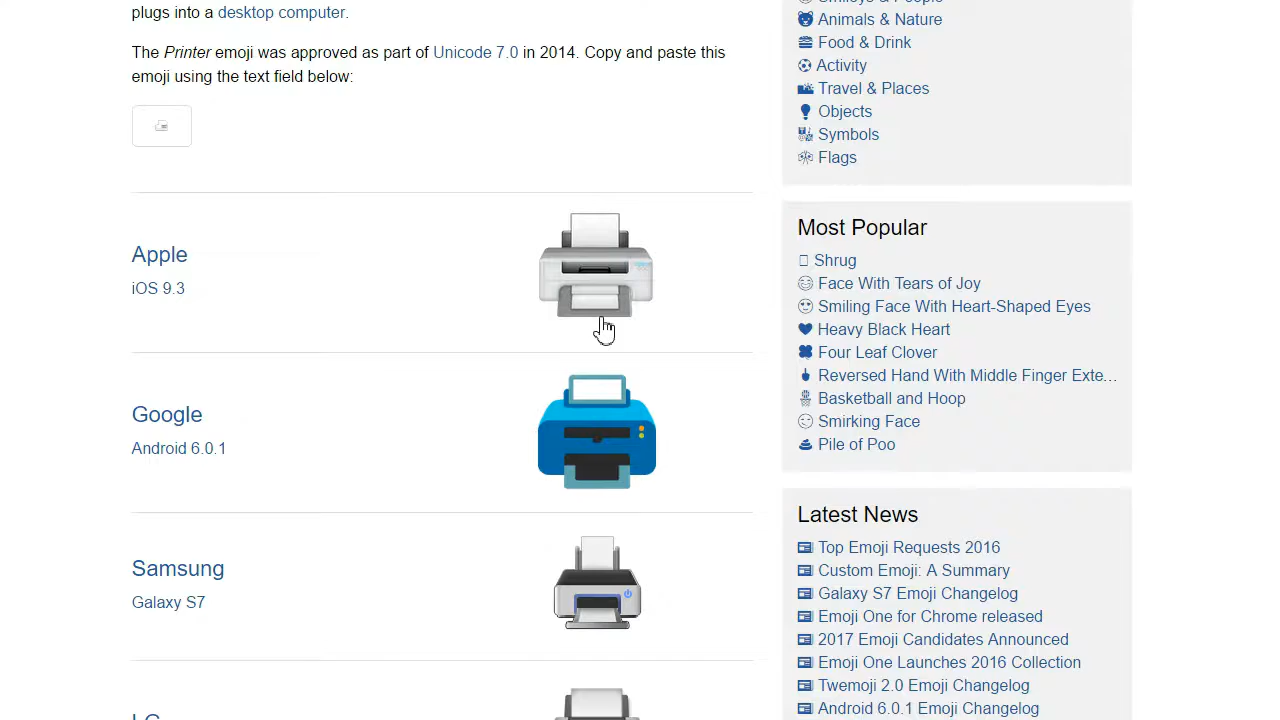 plugs into a desktop computer.
The Printer emoji was approved as part of Unicode 7.0 in 2014. Copy and paste this
emoji using the text field below:
Apple
iOS 9.3
Google
Android 6.0.1
Samsung
Galaxy S7
LG
Smileys & People
Animals & Nature
Food & Drink
Activity
Travel & Places
Objects
Symbols
Flags
Most Popular
Shrug
Face With Tears of Joy
Smiling Face With Heart-Shaped Eyes
Heavy Black Heart
Four Leaf Clover
Reversed Hand With Middle Finger Exte...
Basketball and Hoop
Smirking Face
Pile of Poo
Latest News
Top Emoji Requests 2016
Custom Emoji: A Summary
Galaxy S7 Emoji Changelog
Emoji One for Chrome released
2017 Emoji Candidates Announced
Emoji One Launches 2016 Collection
Twemoji 2.0 Emoji Changelog
Android 6.0.1 Emoji Changelog